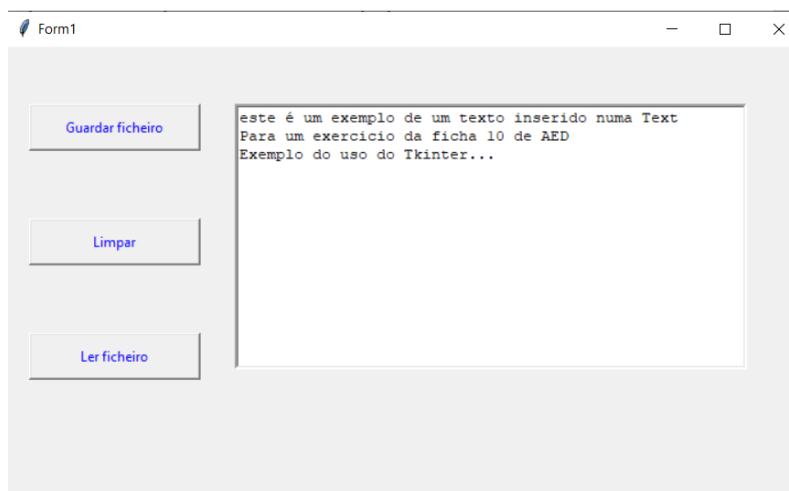 Form1
Guardar ficheiro
este é um exemplo de um texto inserido numa Text
Para um exercicio da ficha 10 de AED
Exemplo do uso do Tkinter...
Limpar
Ler ficheiro